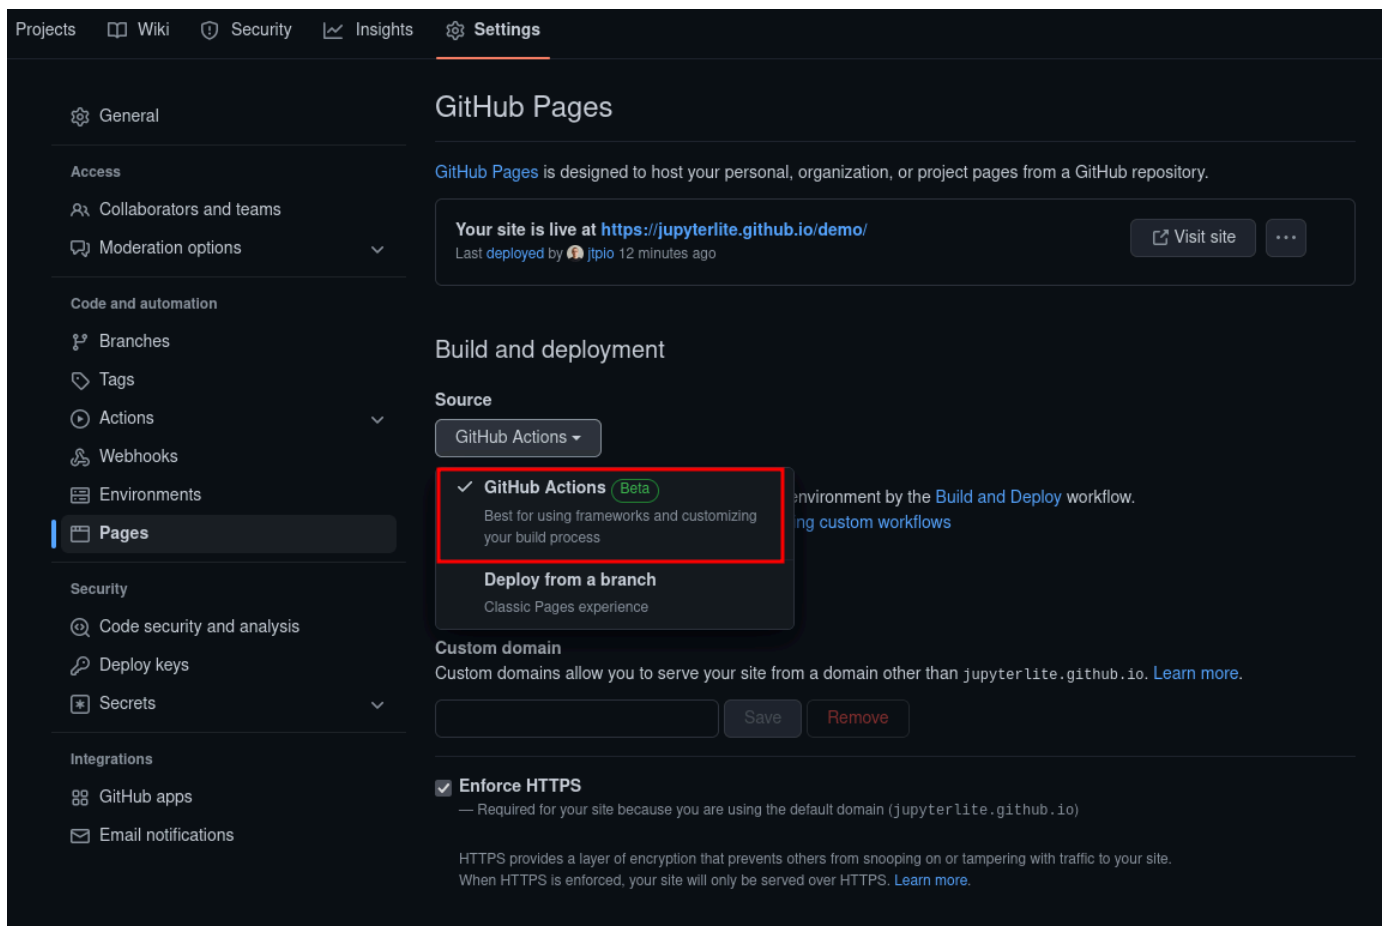 Projects Wiki Security Insights Settings
General
Access
Collaborators and teams
Moderation options
Code and automation
Branches
Tags
Actions
Webhooks
Environments
Pages
Security
Code security and analysis
Deploy keys
Secrets
Integrations
GitHub apps
Email notifications
GitHub Pages
GitHub Pages is designed to host your personal, organization, or project pages from a GitHub repository.
Your site is live at https://jupyterlite.github.io/demo/
Last deployed by jtpio 12 minutes ago
Visit site
Build and deployment
Source
GitHub Actions
GitHub Actions Beta
Best for using frameworks and customizing
your build process
Deploy from a branch
Classic Pages experience
environment by the Build and Deploy workflow.
ng custom workflows
Custom domain
Custom domains allow you to serve your site from a domain other than jupyterlite.github.io. Learn more.
Save Remove
Enforce HTTPS
— Required for your site because you are using the default domain (jupyterlite.github.io)
HTTPS provides a layer of encryption that prevents others from snooping on or tampering with traffic to your site.
When HTTPS is enforced, your site will only be served over HTTPS. Learn more.